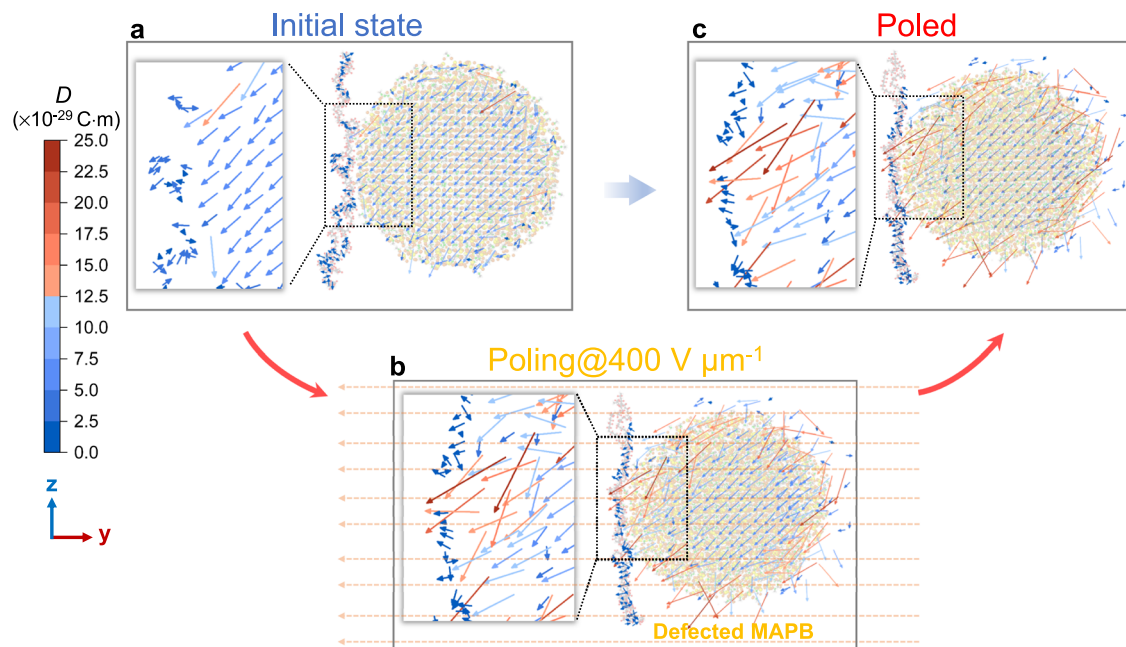 a
Initial state
c
Poled
D
(×10-29 C·m)
25.0
22.5
20.0
17.5
15.0
12.5
10.0
7.5
5.0
2.5
0.0
z
y
b
Poling@400 V μm-1
Defected MAPB